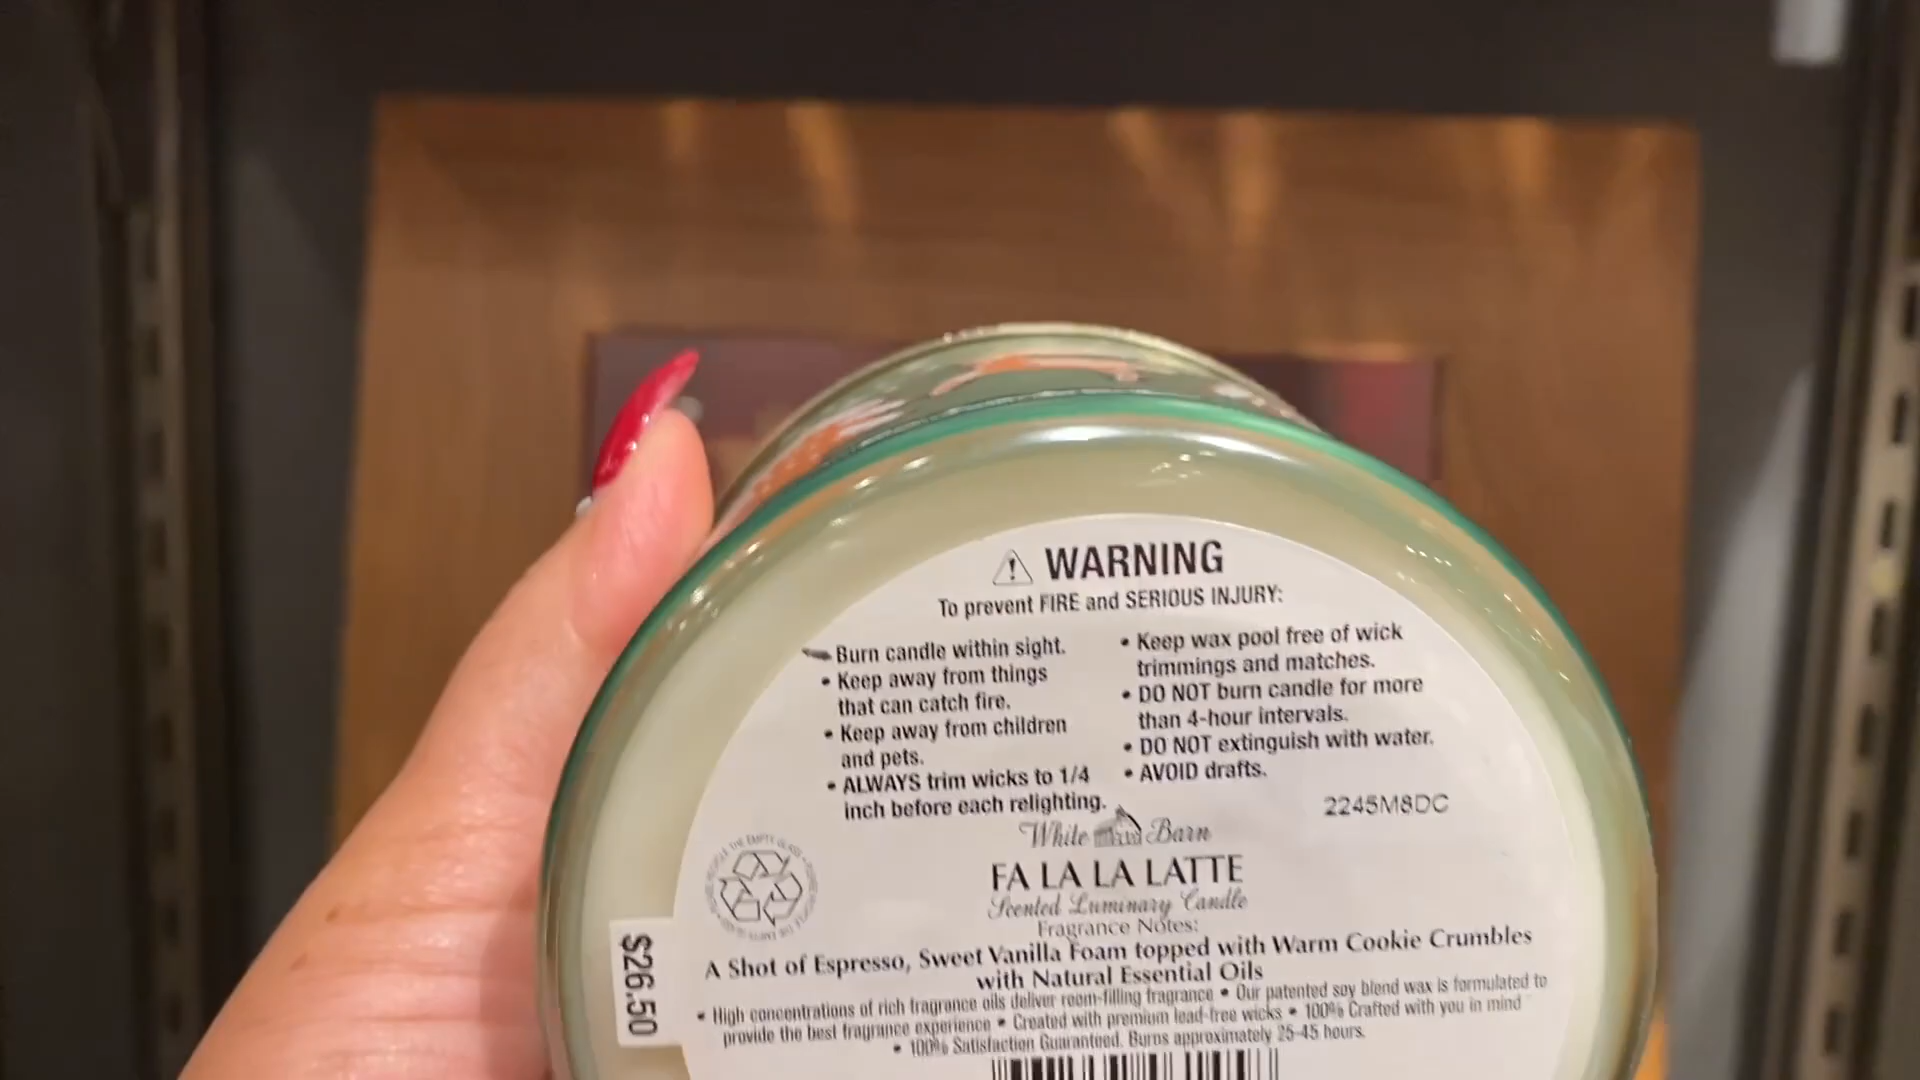 WARNING
To prevent FIRE and SERIOUS INJURY:
Burn candle within sight.
• Keep away from things
that can catch fire.
• Keep away from children
and pets.
• ALWAYS trim wicks to 1/4
inch before each relighting.
• Keep wax pool free of wick
trimmings and matches.
• DO NOT burn candle for more
than 4-hour intervals.
• DO NOT extinguish with water.
• AVOID drafts.
2245M8DC
White Barn
FA LA LA LATTE
Scented Luminary Candle
Fragrance Notes:
A Shot of Espresso, Sweet Vanilla Foam topped with Warm Cookie Crumbles
with Natural Essential Oils
• High concentrations of rich fragrance oils deliver room-filling fragrance • Our patented soy blend wax is formulated to
provide the best fragrance experience • Created with premium lead-free wicks • 100% Crafted with you in mind
• 100% Satisfaction Guaranteed. Burns approximately 25-45 hours.
$26.50